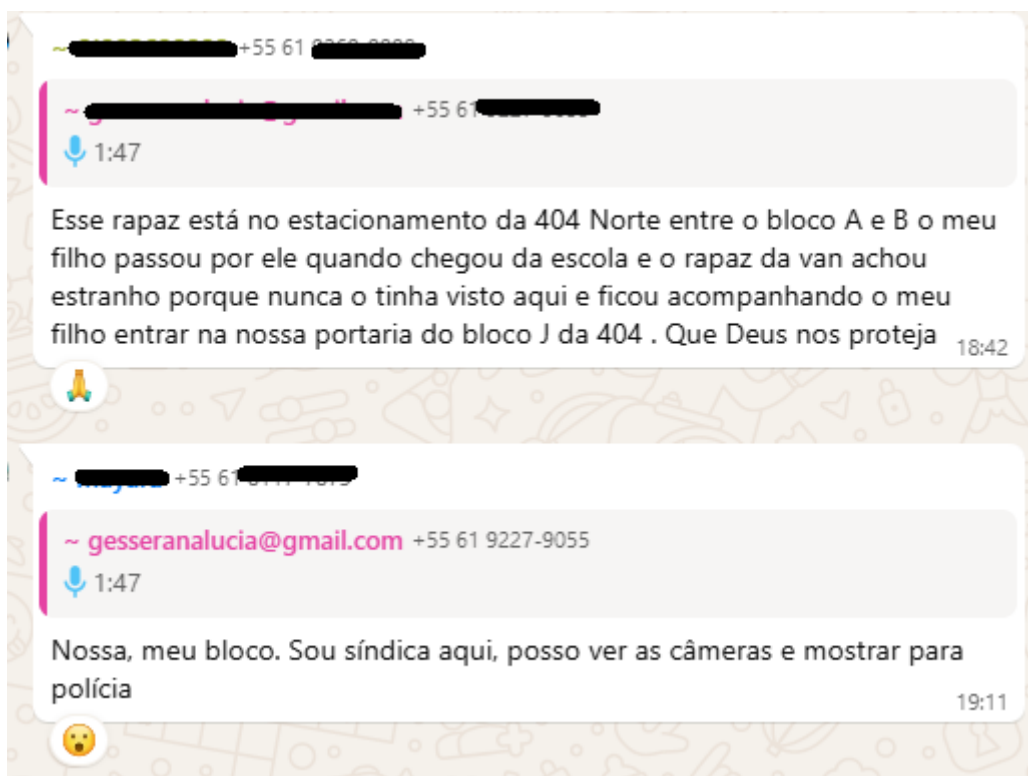 ~ +55 61
~ +55 61
1:47
Esse rapaz está no estacionamento da 404 Norte entre o bloco A e B o meu
filho passou por ele quando chegou da escola e o rapaz da van achou
estranho porque nunca o tinha visto aqui e ficou acompanhando o meu
filho entrar na nossa portaria do bloco J da 404 . Que Deus nos proteja
18:42
~ +55 61
~ gesseranalucia@gmail.com +55 61 9227-9055
1:47
Nossa, meu bloco. Sou síndica aqui, posso ver as câmeras e mostrar para
polícia
19:11